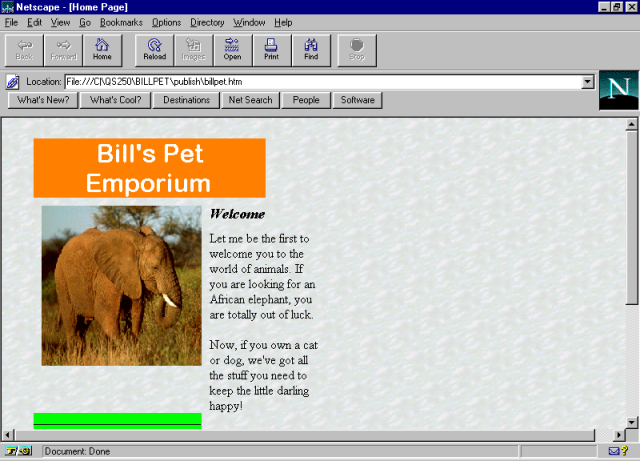 Netscape - [Home Page]
File Edit View Go Bookmarks Options Directory Window Help
Back Forward Home Reload Images Open Print Find Stop
Location: File:///C|\QS250\BILLPET\publish\billpet.htm
N
What's New? What's Cool? Destinations Net Search People Software
Bill's Pet
Emporium
Welcome
Let me be the first to
welcome you to the
world of animals. If
you are looking for an
African elephant, you
are totally out of luck.
Now, if you own a cat
or dog, we've got all
the stuff you need to
keep the little darling
happy!
Document: Done
?